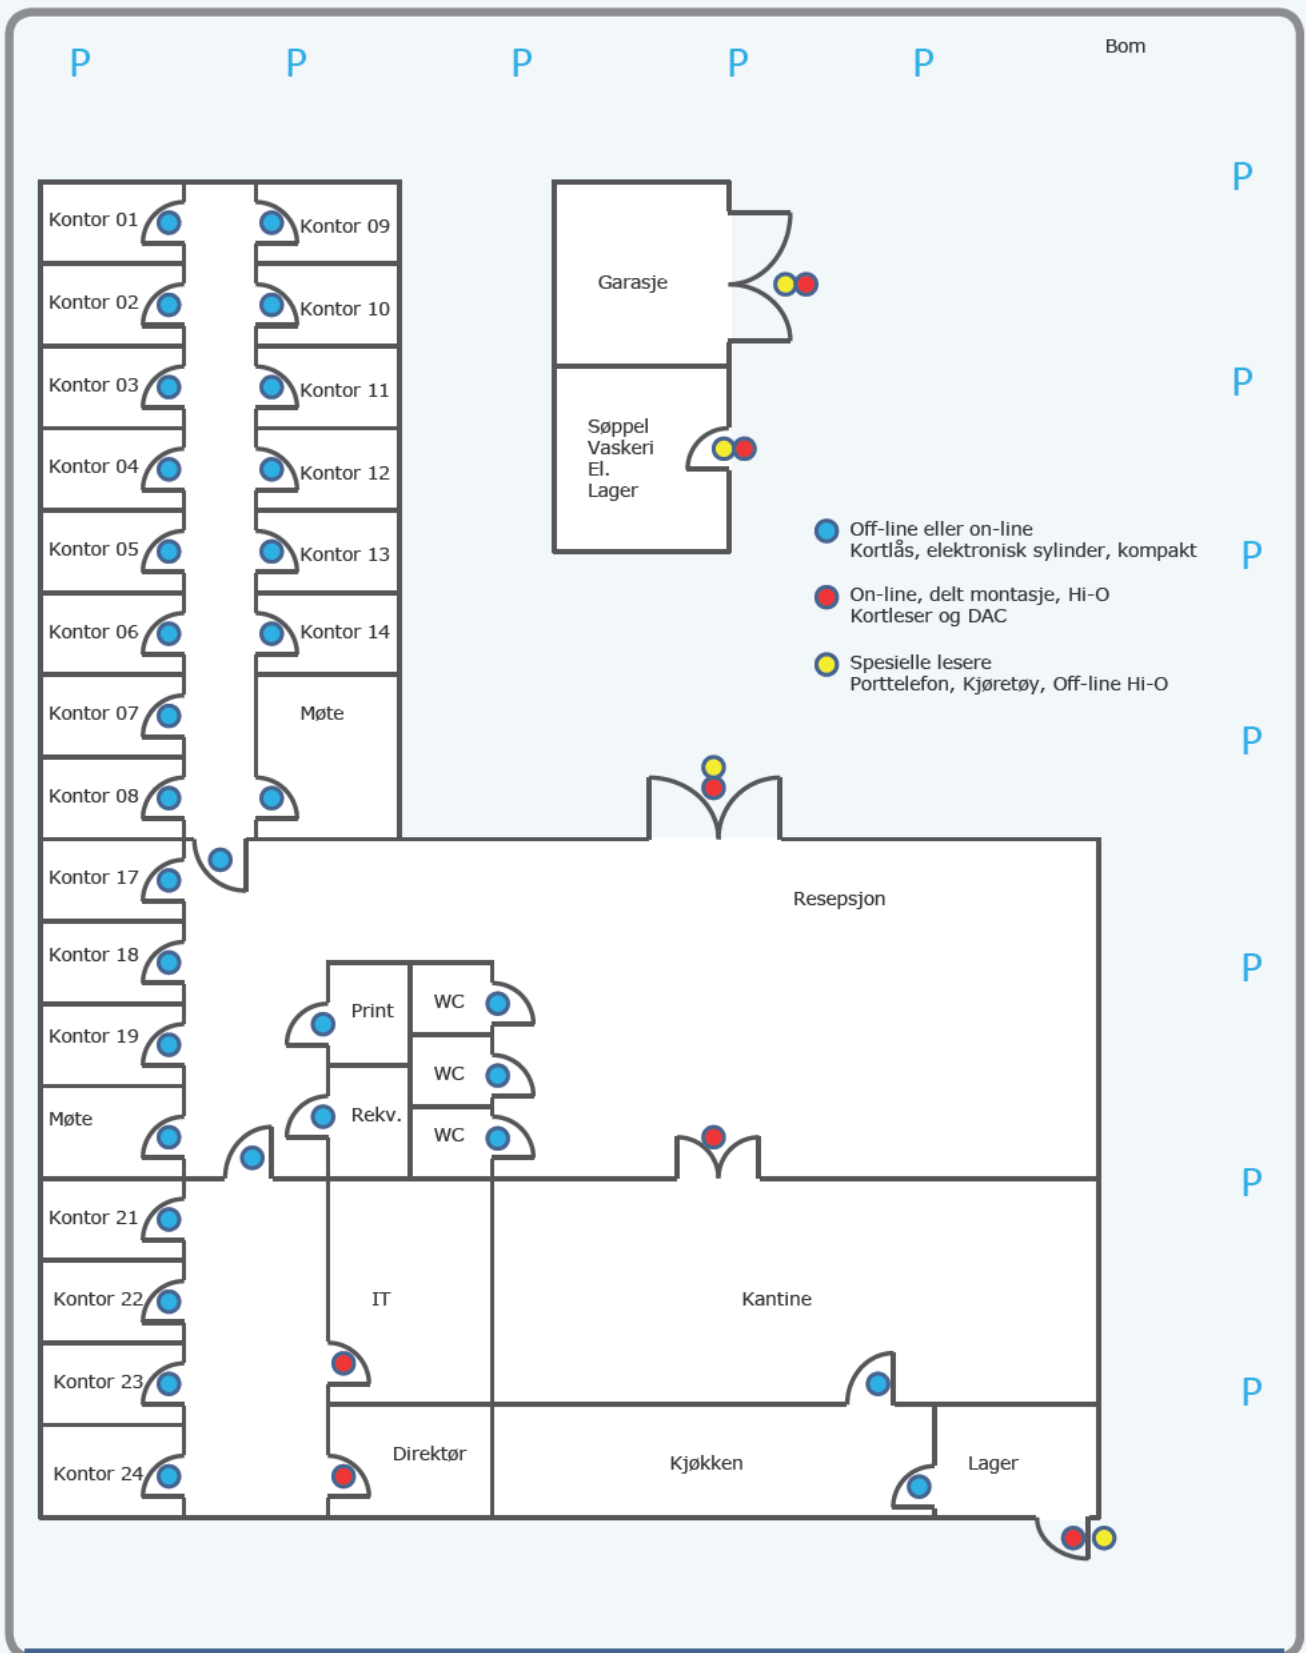 P
P
P
P
P
Bom
P
Kontor 01
Kontor 09
Garasje
Kontor 02
Kontor 10
P
Kontor 03
Kontor 11
Søppel
Vaskeri
El.
Lager
Kontor 04
Kontor 12
Off-line eller on-line
Kortlås, elektronisk sylinder, kompakt
P
Kontor 05
Kontor 13
On-line, delt montasje, Hi-O
Kortleser og DAC
Kontor 06
Kontor 14
Spesielle lesere
Porttelefon, Kjøretøy, Off-line Hi-O
Kontor 07
Møte
P
Kontor 08
Kontor 17
Resepsjon
Kontor 18
P
Print
WC
Kontor 19
WC
Møte
Rekv.
WC
P
Kontor 21
Kontor 22
IT
Kantine
Kontor 23
P
Kontor 24
Direktør
Kjøkken
Lager